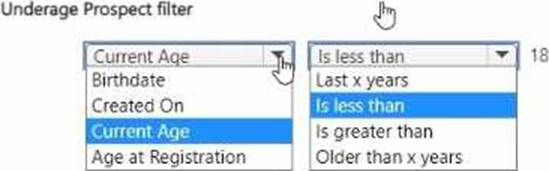 Underage Prospect filter
Current Age Is less than 18
Birthdate Last x years
Created On Is less than
Current Age Is greater than
Age at Registration Older than x years